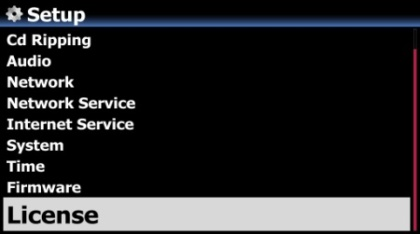 Setup
Cd Ripping
Audio
Network
Network Service
Internet Service
System
Time
Firmware
License